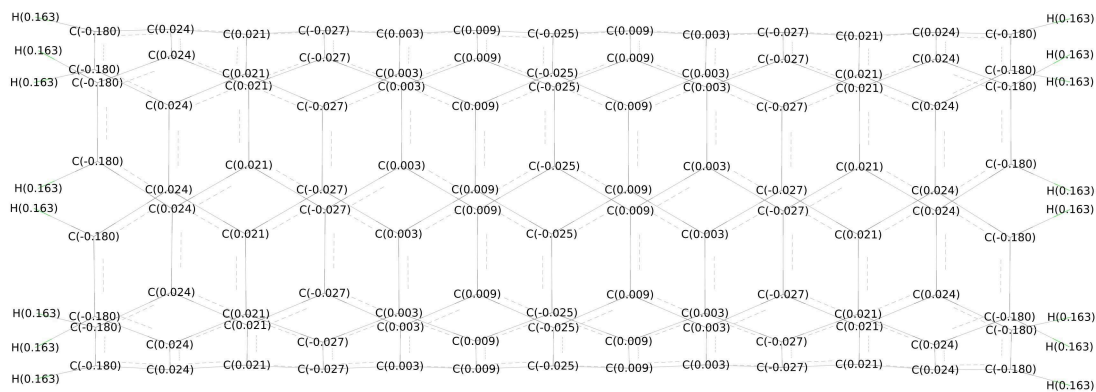 H(0.163) C(-0.180) C(0.024) C(0.021) C(-0.027) C(0.003) C(0.009) C(-0.025) C(0.009) C(0.003) C(-0.027) C(0.021) C(0.024) C(-0.180) H(0.163)
H(0.163) C(0.024) C(-0.027) C(0.009) C(0.009) C(-0.027) C(0.024) H(0.163)
C(-0.180) C(0.021) C(0.003) C(-0.025) C(0.003) C(0.021) C(-0.180)
H(0.163) C(-0.180) C(0.021) C(0.003) C(-0.025) C(0.003) C(0.021) C(-0.180) H(0.163)
C(0.024) C(-0.027) C(0.009) C(0.009) C(-0.027) C(0.024)
C(-0.180) C(0.021) C(0.003) C(-0.025) C(0.003) C(0.021) C(-0.180)
H(0.163) C(0.024) C(-0.027) C(0.009) C(0.009) C(-0.027) C(0.024) H(0.163)
H(0.163) C(0.024) C(-0.027) C(0.009) C(0.009) C(-0.027) C(0.024) H(0.163)
C(-0.180) C(0.021) C(0.003) C(-0.025) C(0.003) C(0.021) C(-0.180)
C(0.024) C(-0.027) C(0.009) C(0.009) C(-0.027) C(0.024)
H(0.163) C(-0.180) C(0.021) C(0.003) C(-0.025) C(0.003) C(0.021) C(-0.180) H(0.163)
C(-0.180) C(0.021) C(0.003) C(-0.025) C(0.003) C(0.021) C(-0.180)
H(0.163) C(0.024) C(-0.027) C(0.009) C(0.009) C(-0.027) C(0.024) H(0.163)
C(-0.180) C(0.024) C(0.021) C(-0.027) C(0.003) C(0.009) C(-0.025) C(0.009) C(0.003) C(-0.027) C(0.021) C(0.024) C(-0.180)
H(0.163) H(0.163)